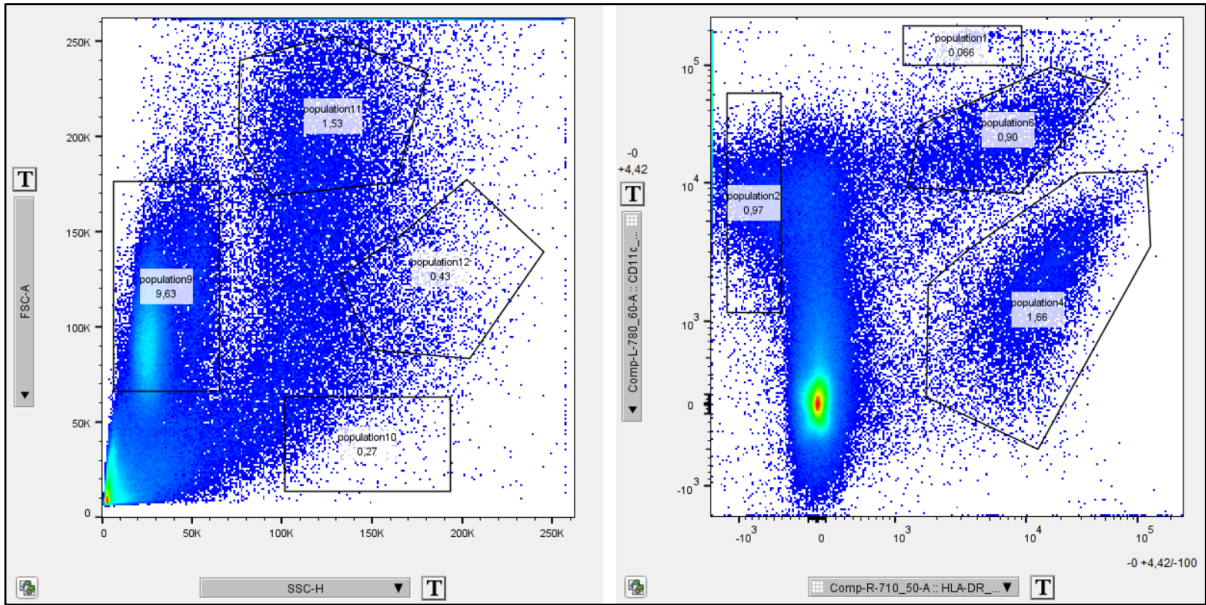 250K
200K
150K
100K
50K
0
0
50K
100K
150K
200K
250K
FSC-A
T
SSC-H
T
population11
1,53
population9
9,63
population12
0,43
population10
0,27
-0
+4,42
T
Comp-L-780_60-A :: CD11c_...
10^5
10^4
10^3
0
-10^3
-10^3
0
10^3
10^4
10^5
population1
0,066
population6
0,90
population2
0,97
population4
1,66
-0 +4,42/-100
Comp-R-710_50-A :: HLA-DR_...
T